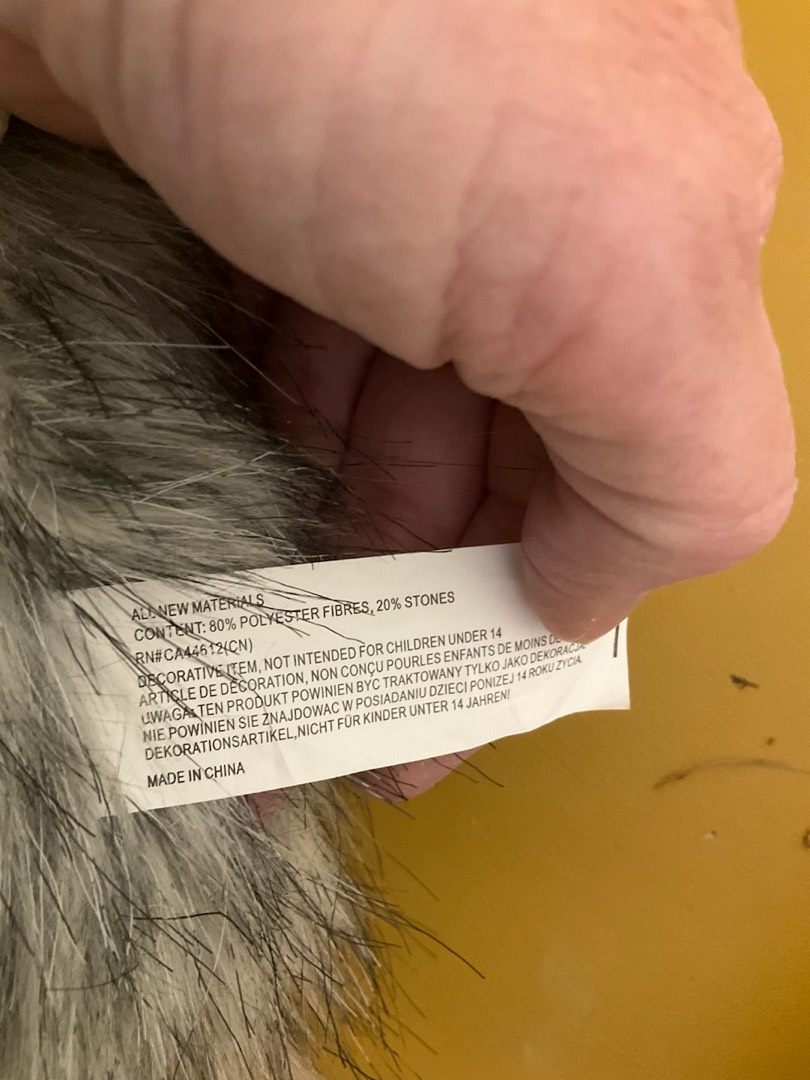 ALL NEW MATERIALS
CONTENT: 80% POLYESTER FIBRES, 20% STONES
RN#CA44612(CN)
DECORATIVE ITEM, NOT INTENDED FOR CHILDREN UNDER 14
ARTICLE DE DECORATION, NON CONÇU POURLES ENFANTS DE MOINS DE
UWAGA: TEN PRODUKT POWINIEN BYC TRAKTOWANY TYLKO JAKO DEKORACJA,
NIE POWINIEN SIE ZNAJDOWAC W POSIADANIU DZIECI PONIZEJ 14 ROKU ZYCIA.
DEKORATIONSARTIKEL,NICHT FÜR KINDER UNTER 14 JAHREN!
MADE IN CHINA